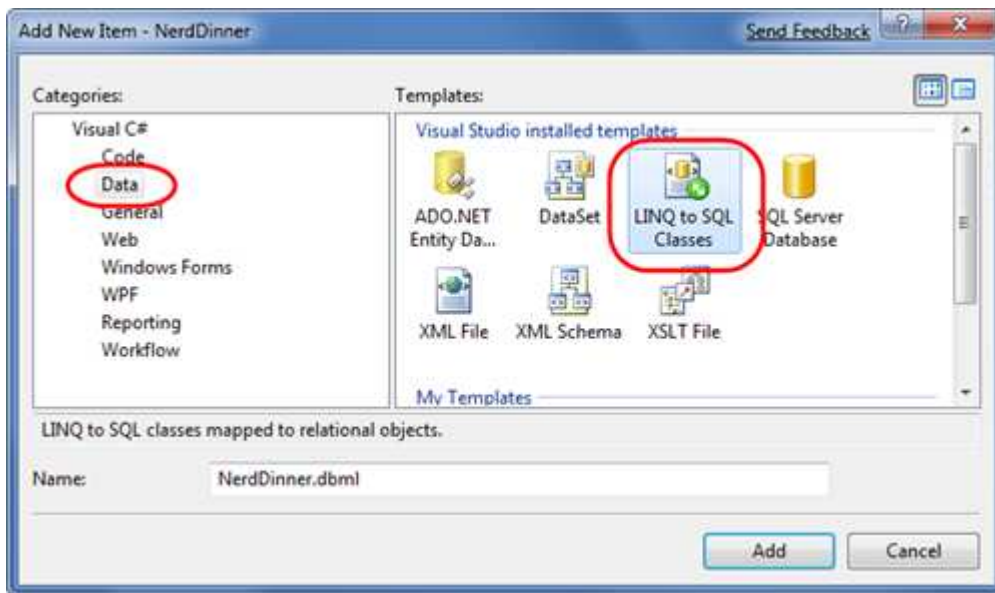 Add New Item - NerdDinner
Send Feedback
Categories:
Templates:
Visual C#
Code
Data
General
Web
Windows Forms
WPF
Reporting
Workflow
Visual Studio installed templates
ADO.NET Entity Da...
DataSet
LINQ to SQL Classes
SQL Server Database
XML File
XML Schema
XSLT File
My Templates
LINQ to SQL classes mapped to relational objects.
Name:
NerdDinner.dbml
Add
Cancel